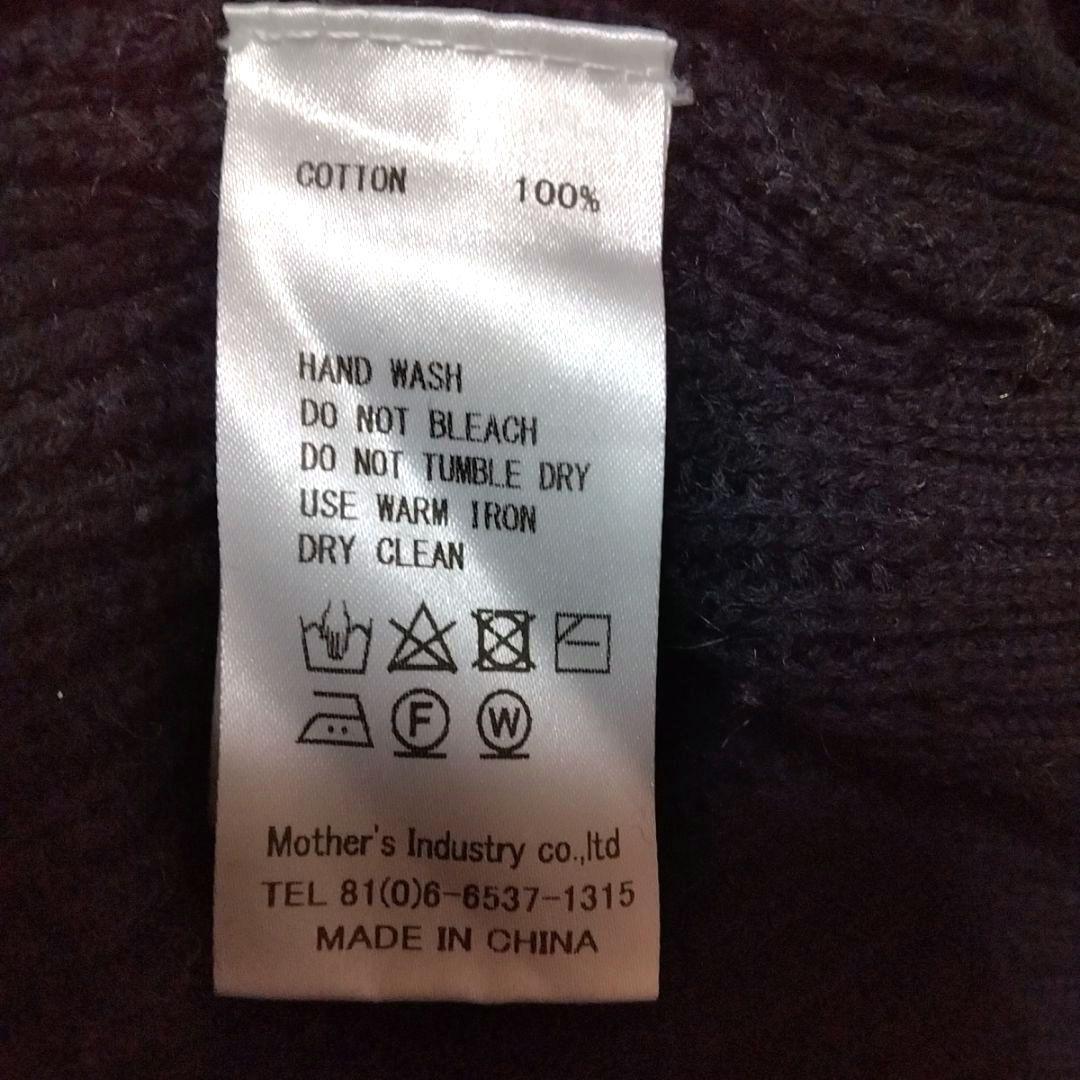 COTTON 100%
HAND WASH
DO NOT BLEACH
DO NOT TUMBLE DRY
USE WARM IRON
DRY CLEAN
F W
Mother's Industry co.,ltd
TEL 81(0)6-6537-1315
MADE IN CHINA